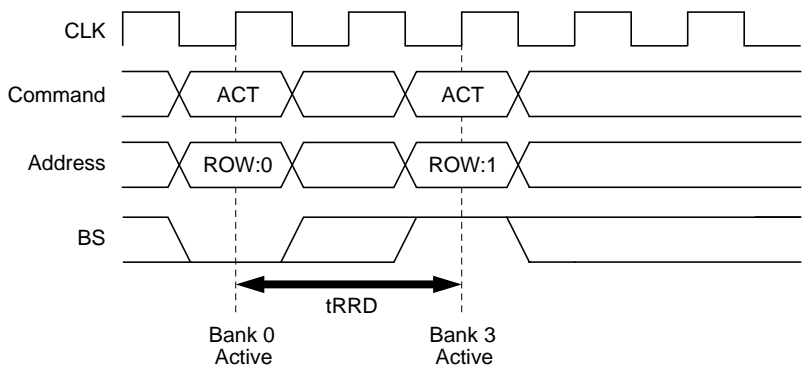 CLK
Command ACT ACT
Address ROW:0 ROW:1
BS
tRRD
Bank 0 Bank 3
Active Active